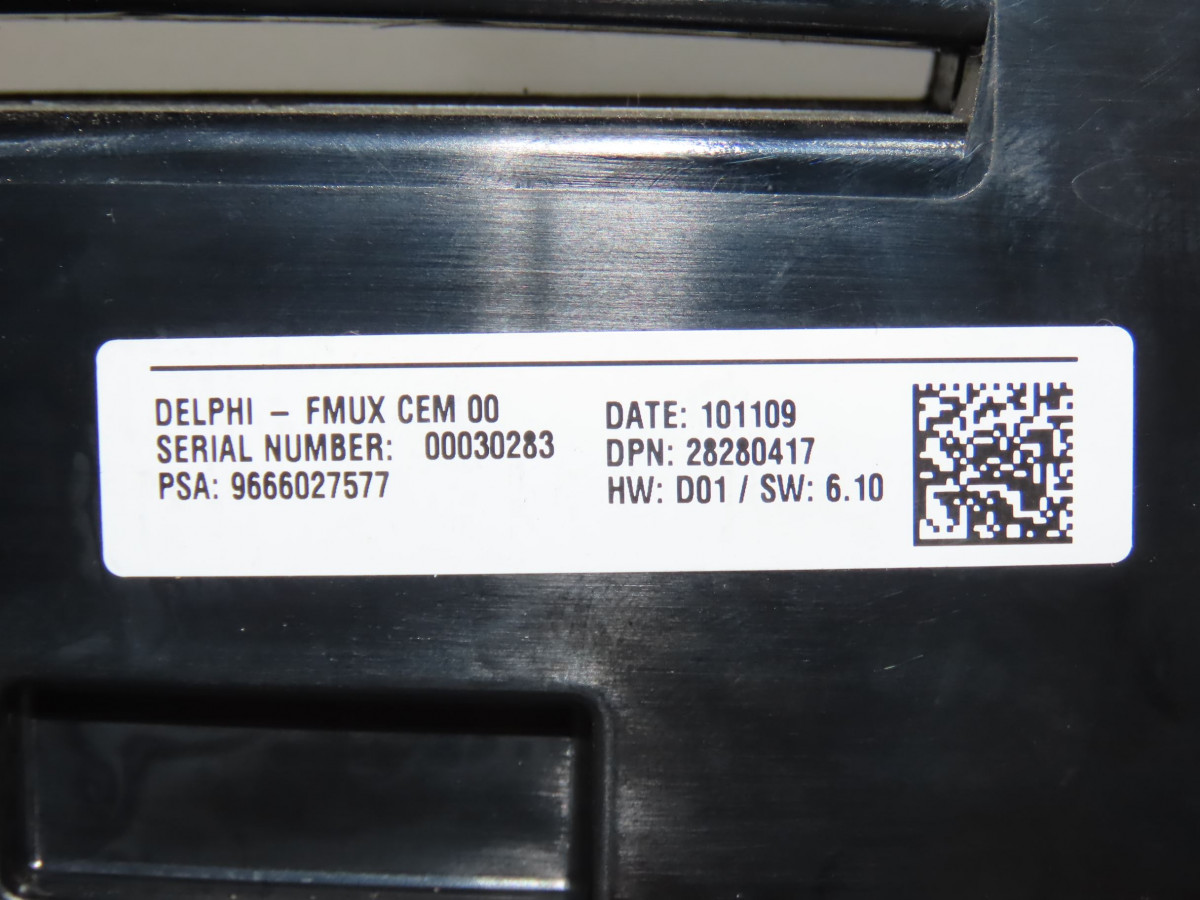 DELPHI – FMUX CEM 00
SERIAL NUMBER: 00030283
PSA: 9666027577
DATE: 101109
DPN: 28280417
HW: D01 / SW: 6.10